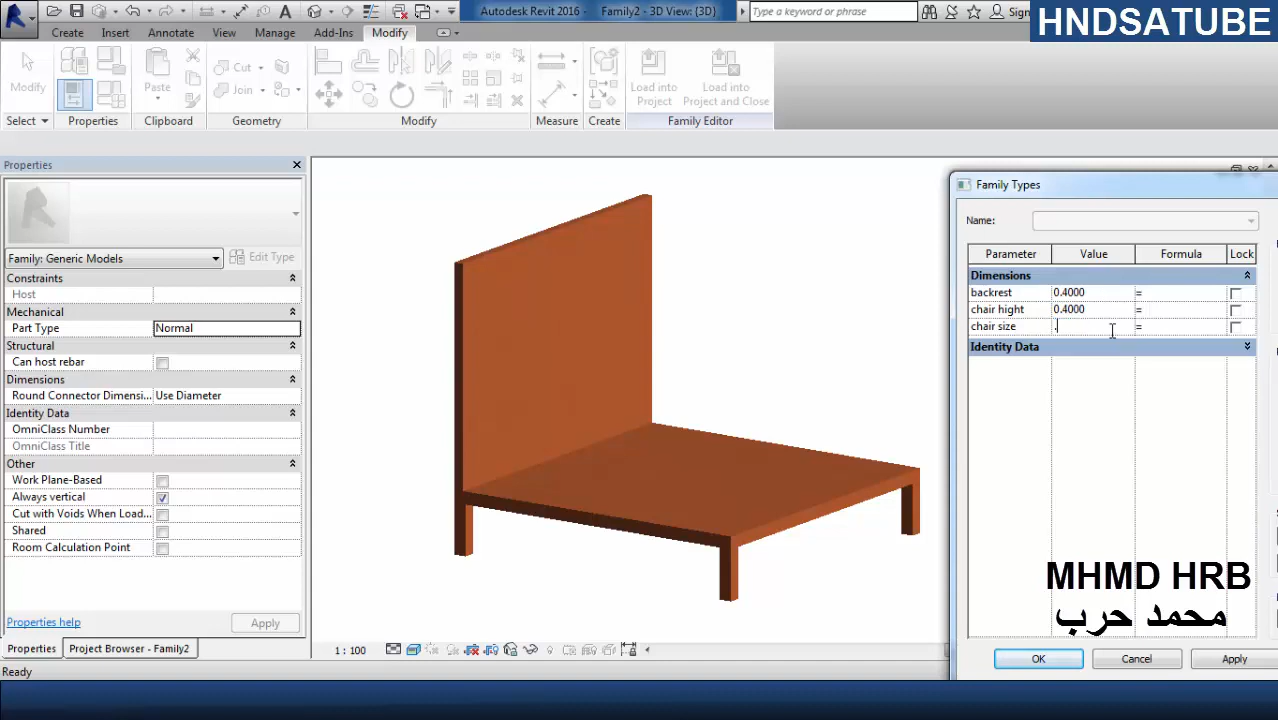 Autodesk Revit 2016 - Family2 - 3D View: {3D}
Type a keyword or phrase
Sign
HNDSATUBE
Create Insert Annotate View Manage Add-Ins Modify
Modify
Paste
Cut
Join
Load into
Project
Load into
Project and Close
Select Properties Clipboard Geometry Modify Measure Create Family Editor
Properties
Family: Generic Models
Edit Type
Constraints
Host
Mechanical
Part Type Normal
Structural
Can host rebar
Dimensions
Round Connector Dimensi... Use Diameter
Identity Data
OmniClass Number
OmniClass Title
Other
Work Plane-Based
Always vertical
Cut with Voids When Load...
Shared
Room Calculation Point
Properties help
Apply
Properties Project Browser - Family2
Ready
1 : 100
Family Types
Name:
Parameter Value Formula Lock
Dimensions
backrest 0.4000 =
chair hight 0.4000 =
chair size . =
Identity Data
OK Cancel Apply
MHMD HRB
محمد حرب